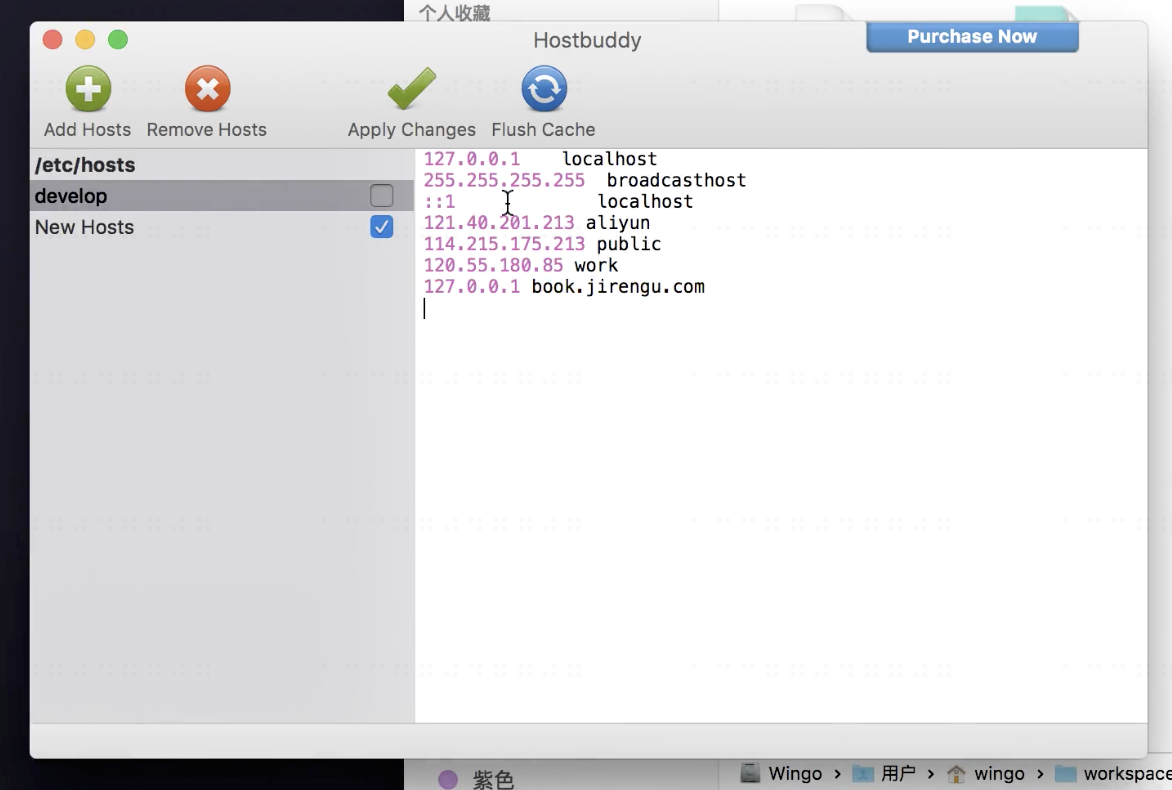 个人收藏
Hostbuddy
Purchase Now
Add Hosts
Remove Hosts
Apply Changes
Flush Cache
/etc/hosts
develop
New Hosts
127.0.0.1 localhost
255.255.255.255 broadcasthost
::1 localhost
121.40.201.213 aliyun
114.215.175.213 public
120.55.180.85 work
127.0.0.1 book.jirengu.com
紫色
Wingo › 用户 › wingo › workspace